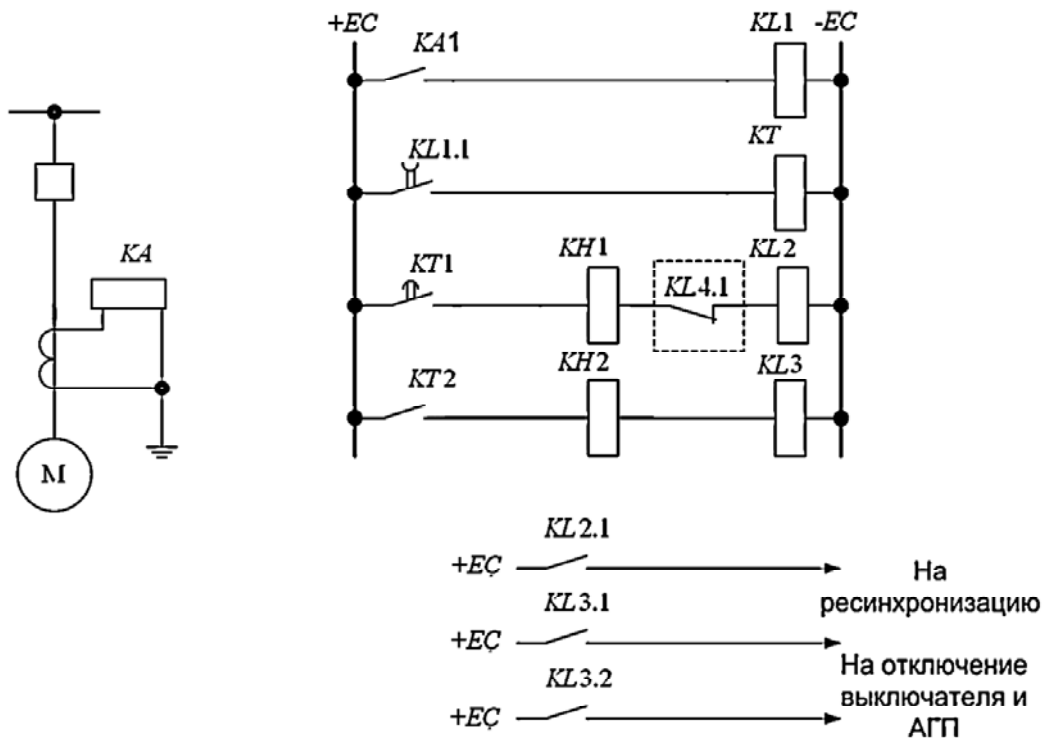 +EC
KL1
-EC
KA1
KL1.1
KT
KA
KT1
KH1
KL4.1
KL2
KT2
KH2
KL3
M
KL2.1
+EC
На
ресинхронизацию
KL3.1
+EC
На отключение
выключателя и
АГП
KL3.2
+EC